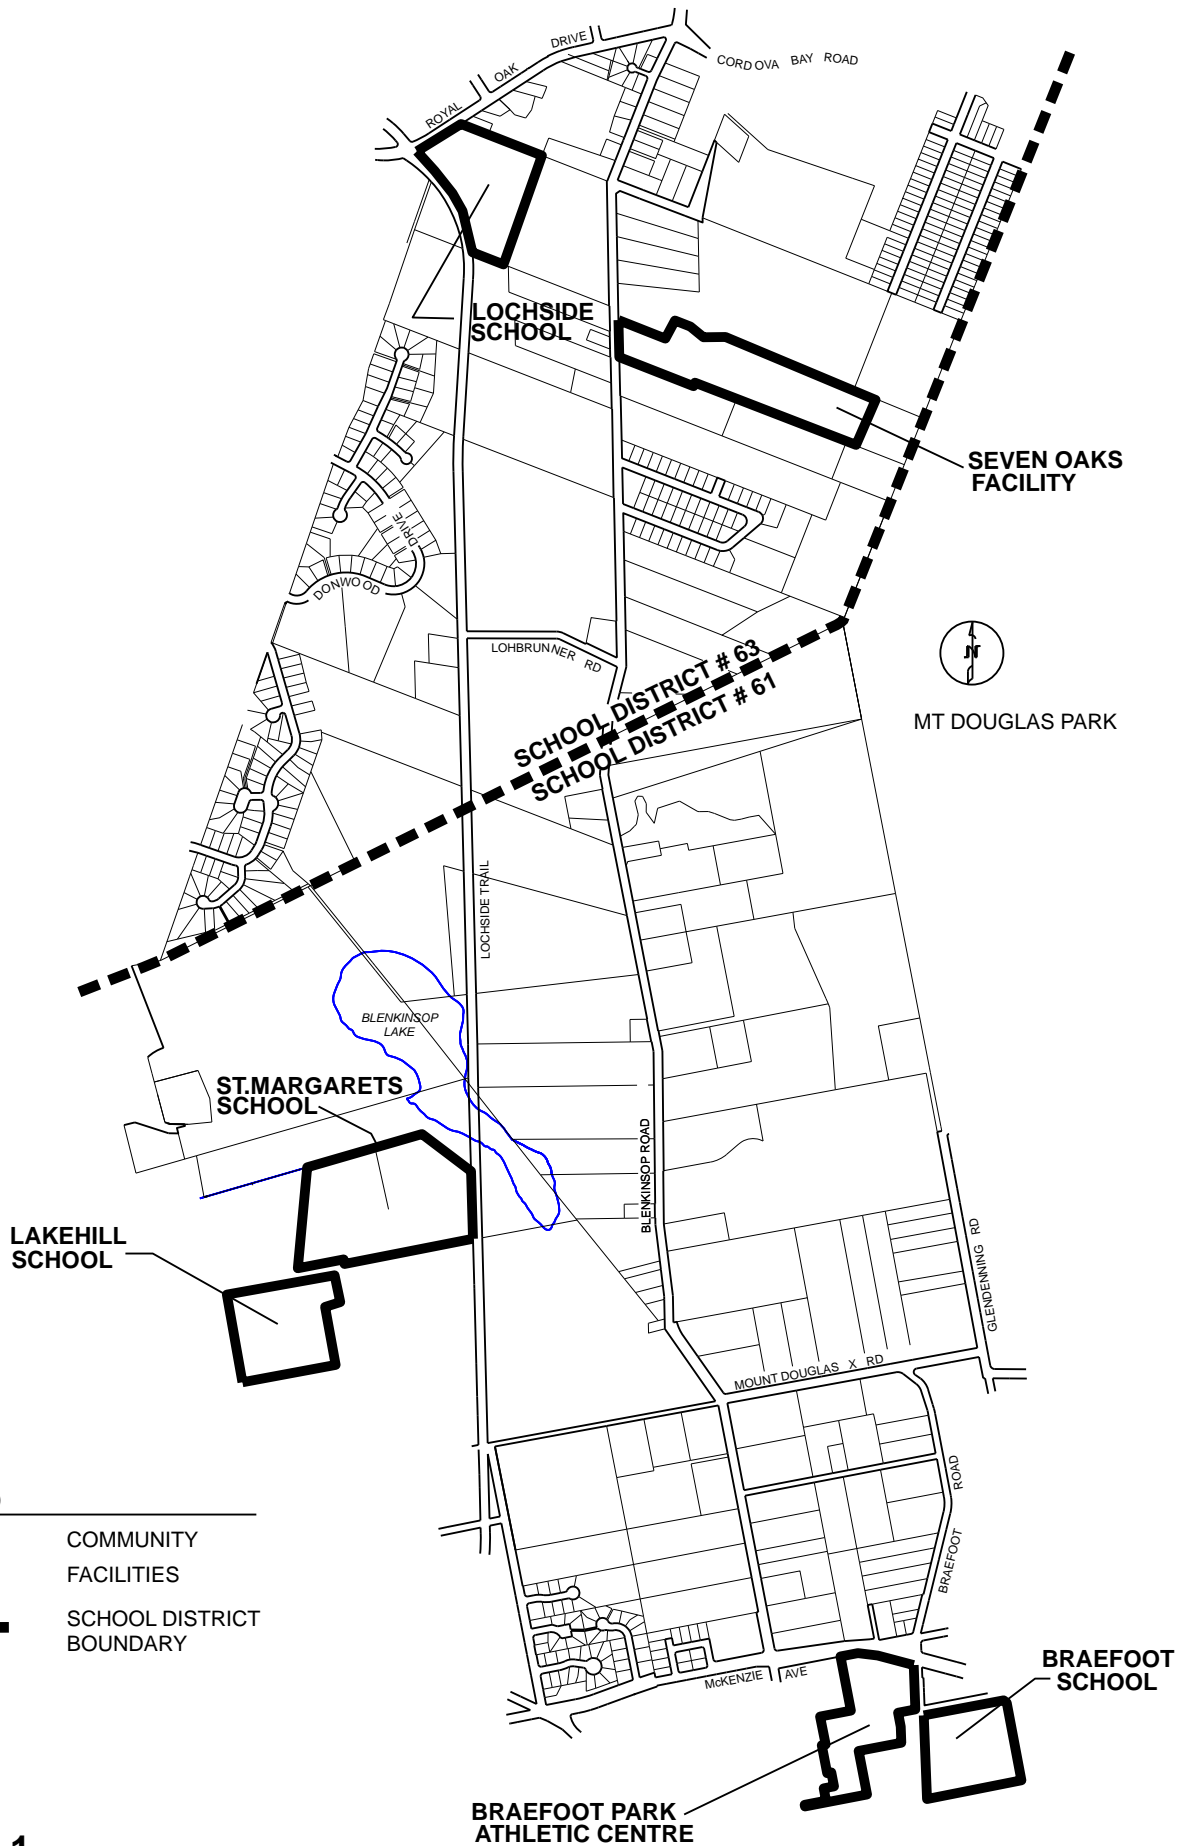 ROYAL OAK DRIVE
CORDOVA BAY ROAD
LOCHSIDE
SCHOOL
SEVEN OAKS
FACILITY
DRIVE
DONWOOD
LOHBRUNNER RD
SCHOOL DISTRICT # 63
SCHOOL DISTRICT # 61
N
MT DOUGLAS PARK
LOCHSIDE TRAIL
BLENKINSOP
LAKE
ST.MARGARETS
SCHOOL
BLENKINSOP ROAD
LAKEHILL
SCHOOL
GLENDENNING RD
MOUNT DOUGLAS X RD
BRAEFOOT ROAD
COMMUNITY
FACILITIES
SCHOOL DISTRICT
BOUNDARY
McKENZIE AVE
BRAEFOOT
SCHOOL
BRAEFOOT PARK
ATHLETIC CENTRE
1